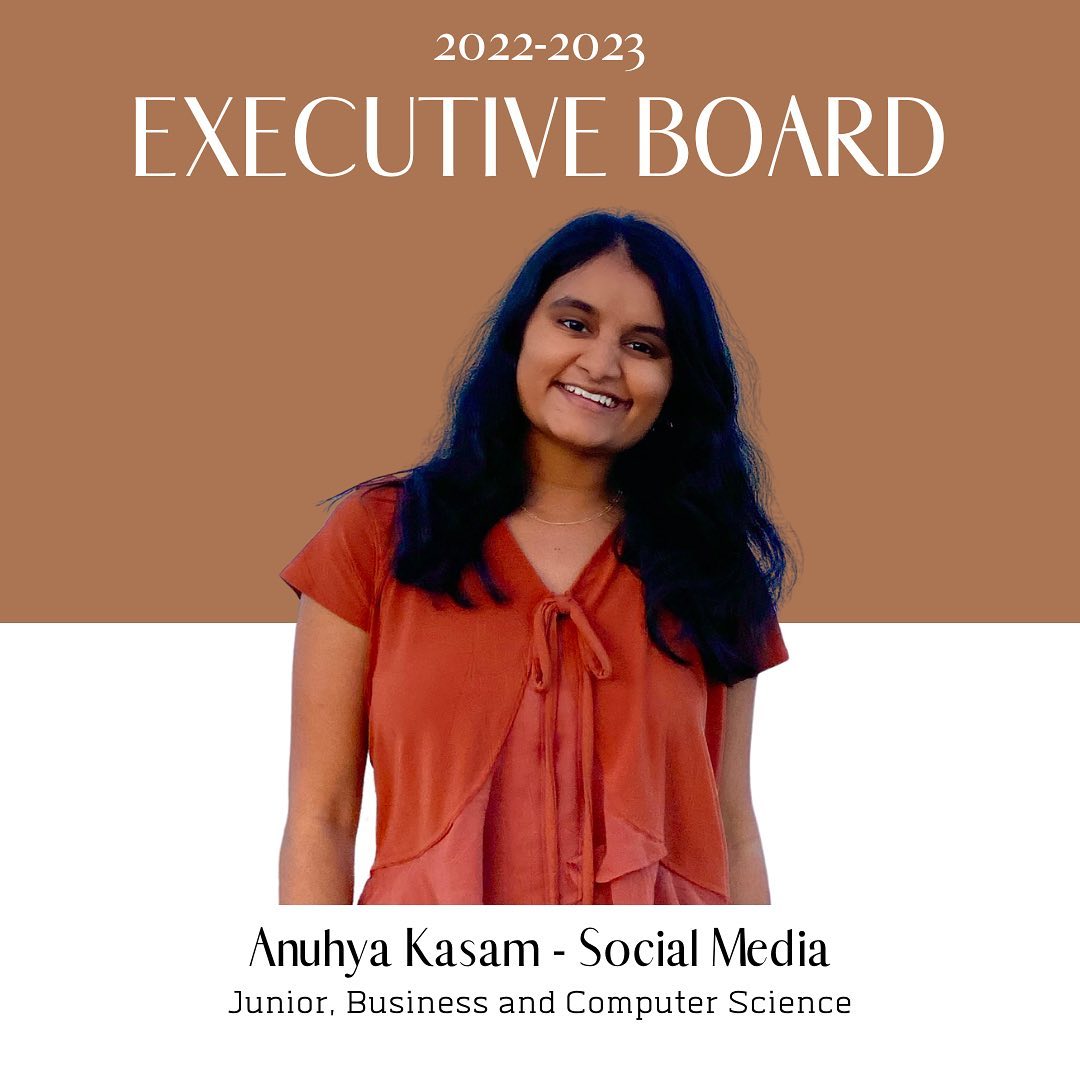 2022-2023
EXECUTIVE BOARD
Anuhya Kasam - Social Media
Junior, Business and Computer Science